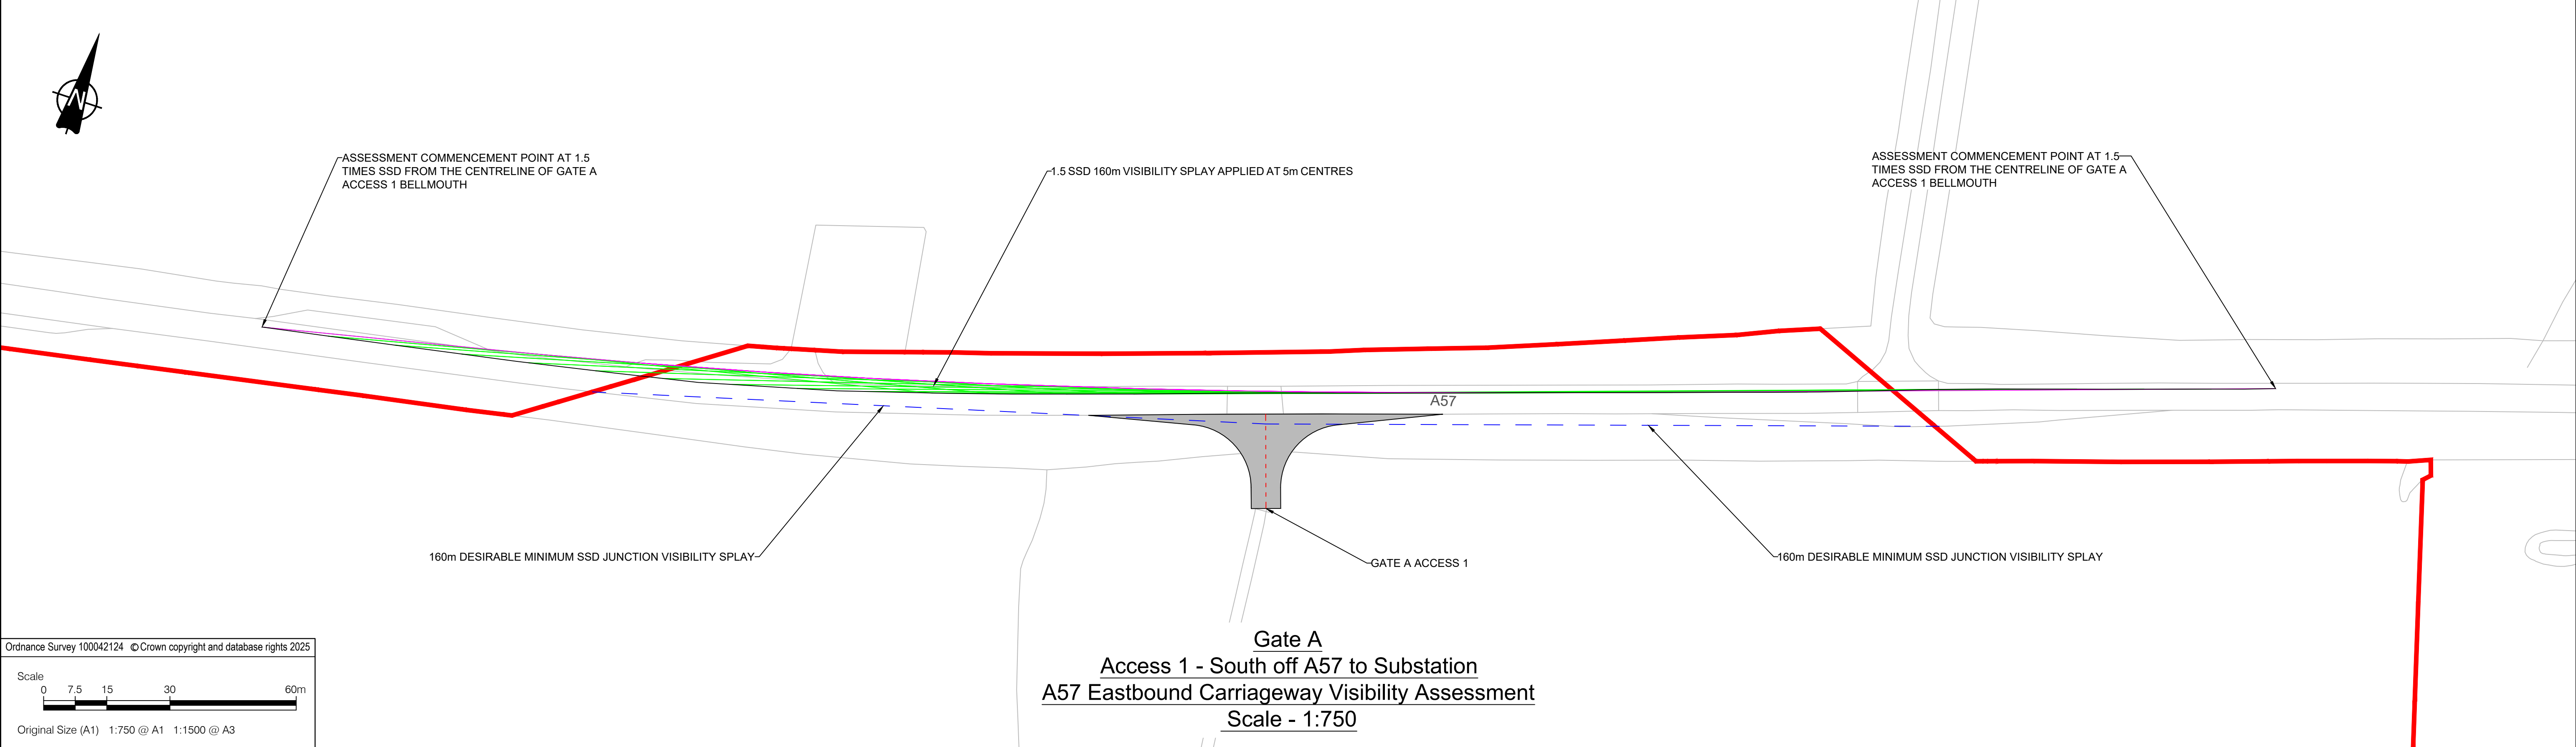 N
ASSESSMENT COMMENCEMENT POINT AT 1.5
TIMES SSD FROM THE CENTRELINE OF GATE A
ACCESS 1 BELLMOUTH
1.5 SSD 160m VISIBILITY SPLAY APPLIED AT 5m CENTRES
ASSESSMENT COMMENCEMENT POINT AT 1.5
TIMES SSD FROM THE CENTRELINE OF GATE A
ACCESS 1 BELLMOUTH
A57
160m DESIRABLE MINIMUM SSD JUNCTION VISIBILITY SPLAY
GATE A ACCESS 1
160m DESIRABLE MINIMUM SSD JUNCTION VISIBILITY SPLAY
Gate A
Access 1 - South off A57 to Substation
A57 Eastbound Carriageway Visibility Assessment
Scale - 1:750
Ordnance Survey 100042124 © Crown copyright and database rights 2025
Scale
0 7.5 15 30 60m
Original Size (A1) 1:750 @ A1 1:1500 @ A3